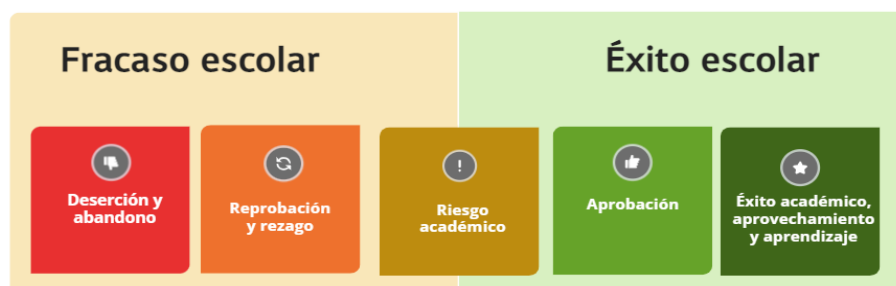 Fracaso escolar
Éxito escolar
Deserción y
abandono
Reprobación
y rezago
Riesgo
académico
Aprobación
Éxito académico,
aprovechamiento
y aprendizaje